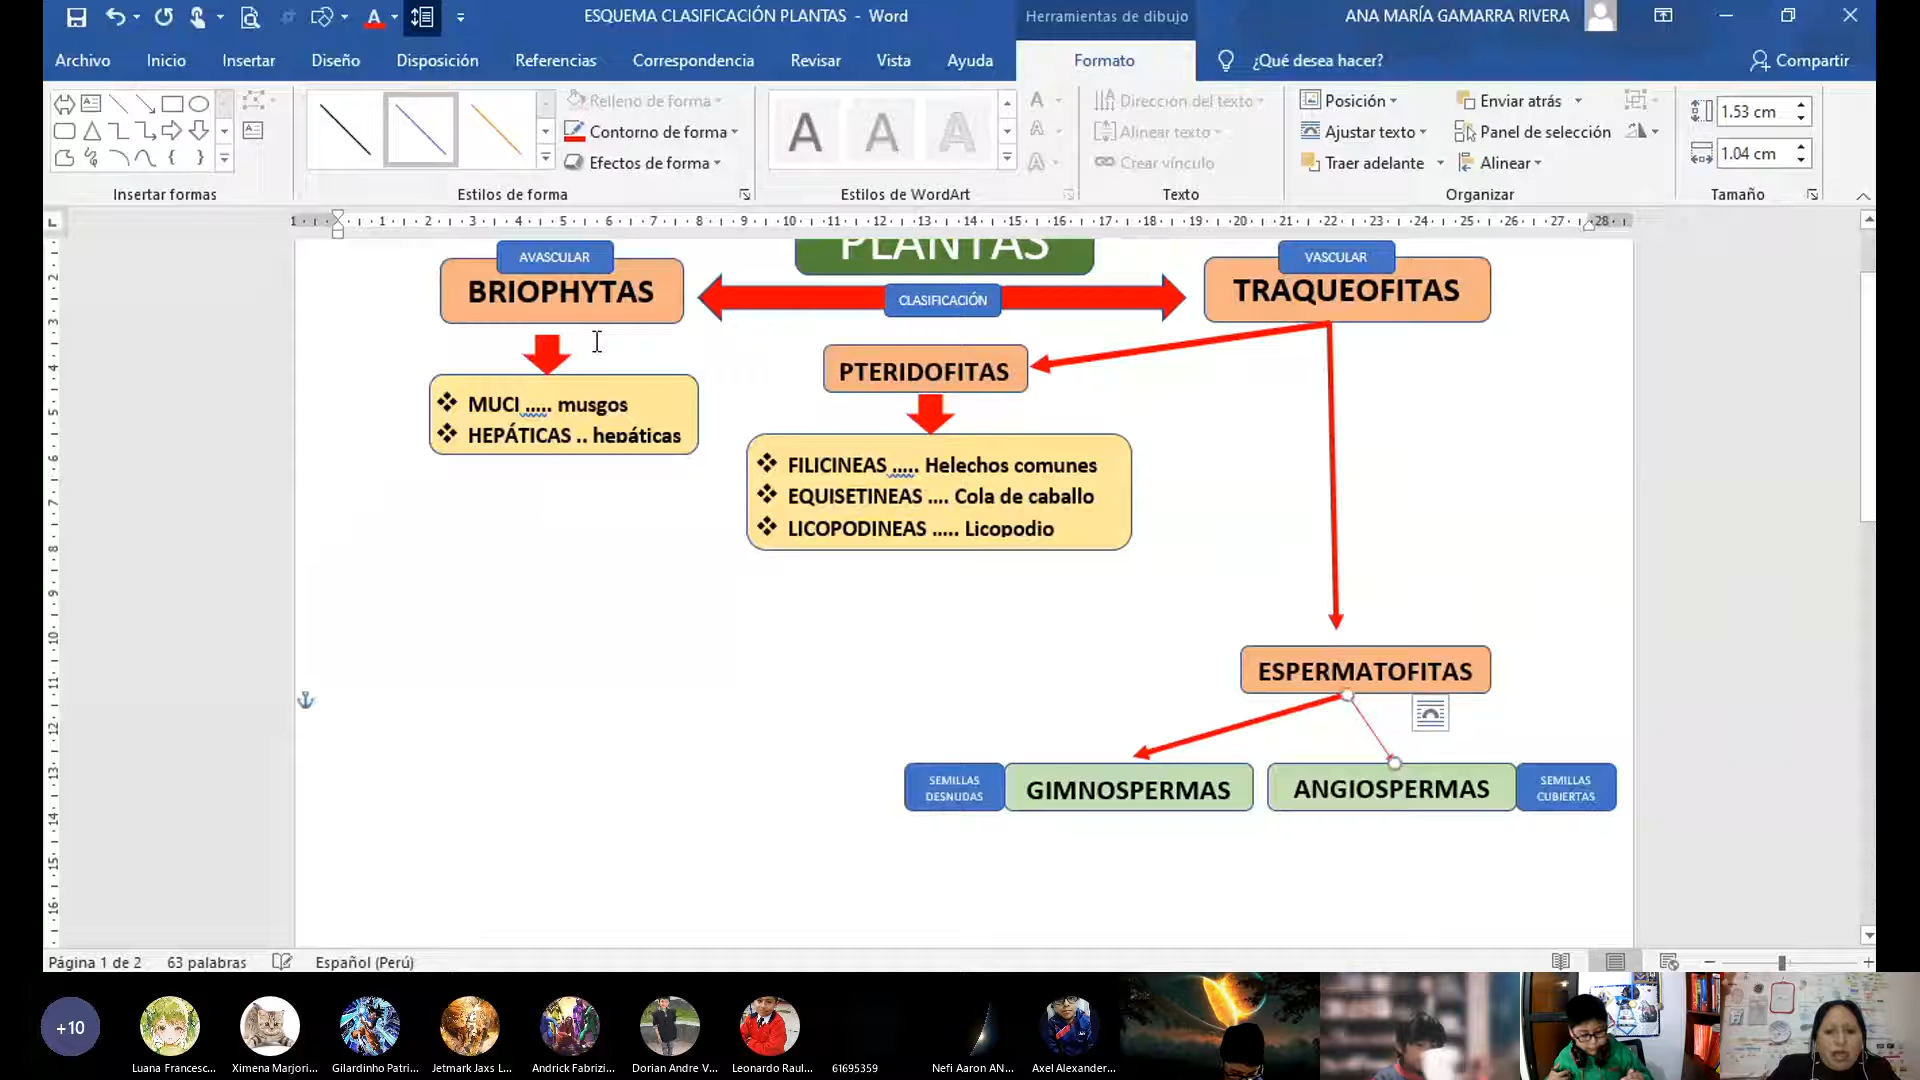 ESQUEMA CLASIFICACIÓN PLANTAS - Word
Herramientas de dibujo
ANA MARÍA GAMARRA RIVERA
Archivo Inicio Insertar Diseño Disposición Referencias Correspondencia Revisar Vista Ayuda Formato ¿Qué desea hacer? Compartir
Relleno de forma
Contorno de forma
Efectos de forma
Dirección del texto
Alinear texto
Crear vínculo
Posición
Ajustar texto
Traer adelante
Enviar atrás
Panel de selección
Alinear
1.53 cm
1.04 cm
Insertar formas Estilos de forma Estilos de WordArt Texto Organizar Tamaño
PLANTAS
AVASCULAR
BRIOPHYTAS
CLASIFICACIÓN
VASCULAR
TRAQUEOFITAS
MUCI ..... musgos
HEPÁTICAS .. hepáticas
PTERIDOFITAS
FILICINEAS ..... Helechos comunes
EQUISETINEAS .... Cola de caballo
LICOPODINEAS ..... Licopodio
ESPERMATOFITAS
SEMILLAS
DESNUDAS
GIMNOSPERMAS
ANGIOSPERMAS
SEMILLAS
CUBIERTAS
Página 1 de 2 63 palabras Español (Perú)
+10
Luana Francesc... Ximena Marjori... Gilardinho Patri... Jetmark Jaxs L... Andrick Fabrizi... Dorian Andre V... Leonardo Raul... 61695359 Nefi Aaron AN... Axel Alexander...